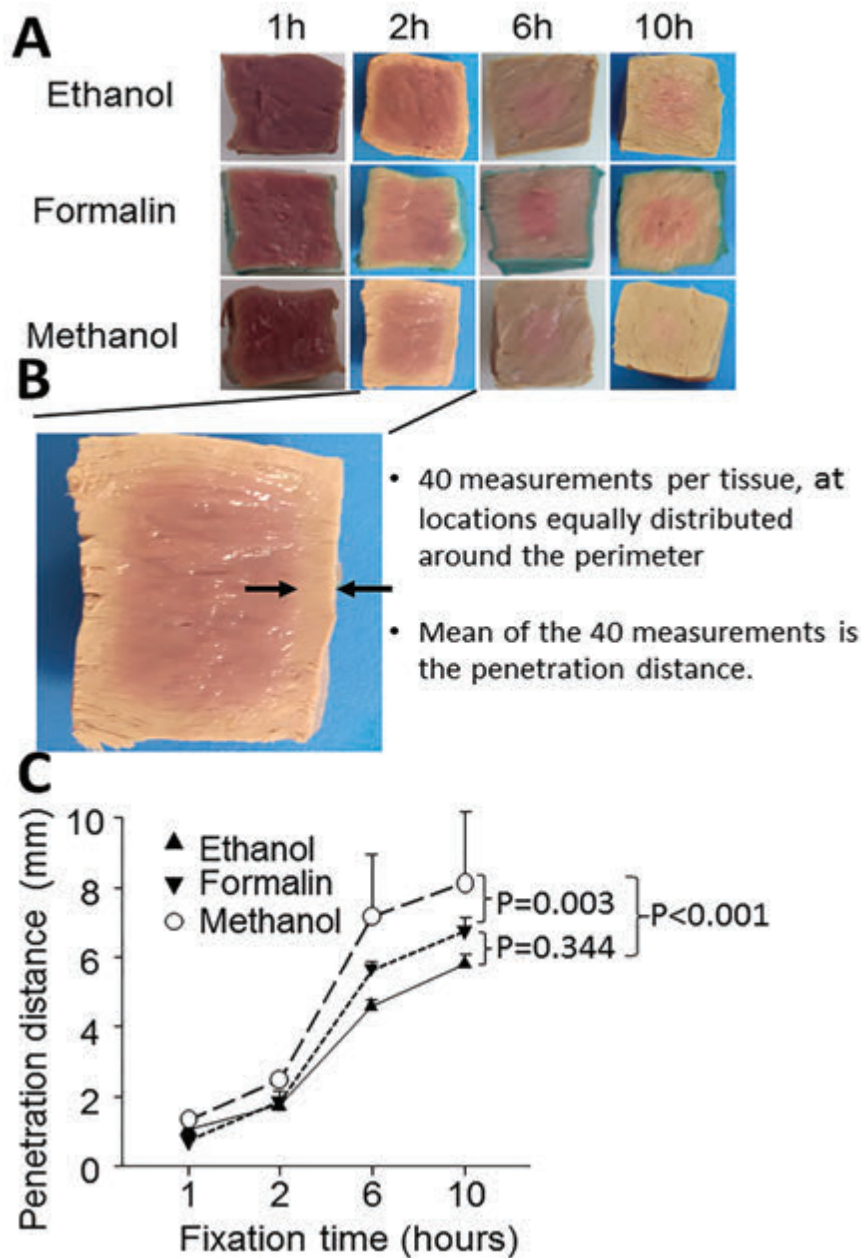 A
1h 2h 6h 10h
Ethanol
Formalin
Methanol
B
• 40 measurements per tissue, at
locations equally distributed
around the perimeter
• Mean of the 40 measurements is
the penetration distance.
C
Penetration distance (mm)
10
8
6
4
2
0
Ethanol
Formalin
Methanol
P=0.003
P<0.001
P=0.344
1 2 6 10
Fixation time (hours)